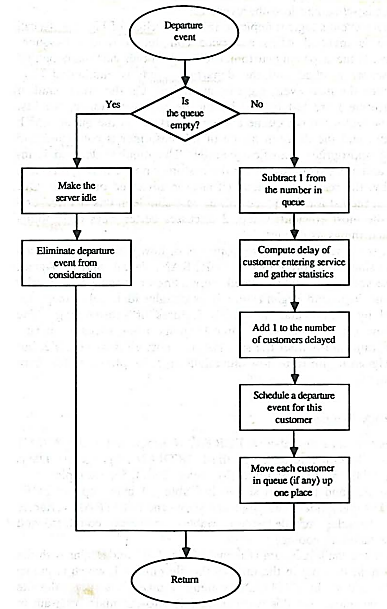 Departure
event
Is
the queue
empty?
Yes
No
Make the
server idle
Eliminate departure
event from
consideration
Subtract 1 from
the number in
queue
Compute delay of
customer entering service
and gather statistics
Add 1 to the number
of customers delayed
Schedule a departure
event for this
customer
Move each customer
in queue (if any) up
one place
Return